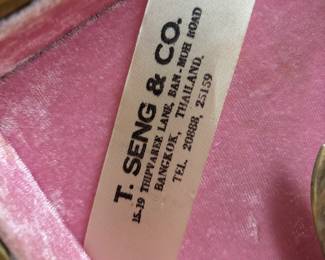 T. SENG & CO.
15-19 THIPVAREE LANE BAN-MOH ROAD
BANGKOK, THAILAND.
TEL. 20888, 25159